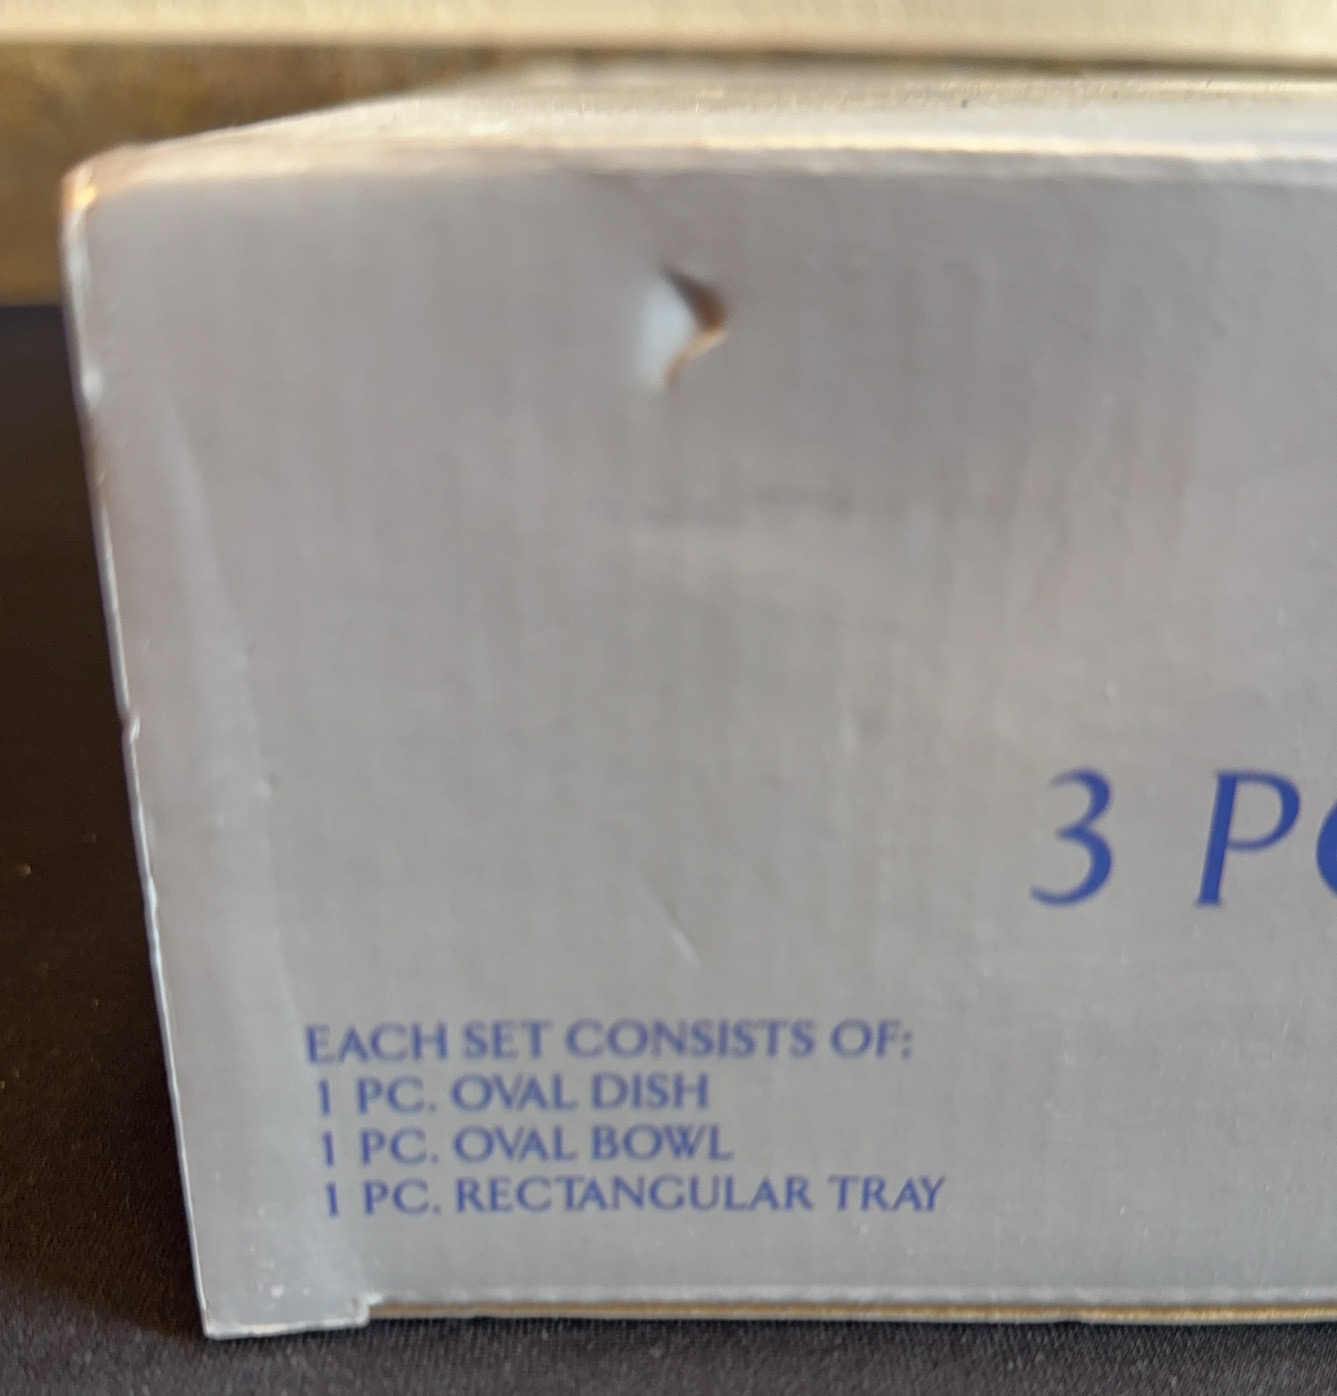 3 P
EACH SET CONSISTS OF:
1 PC. OVAL DISH
1 PC. OVAL BOWL
1 PC. RECTANGULAR TRAY